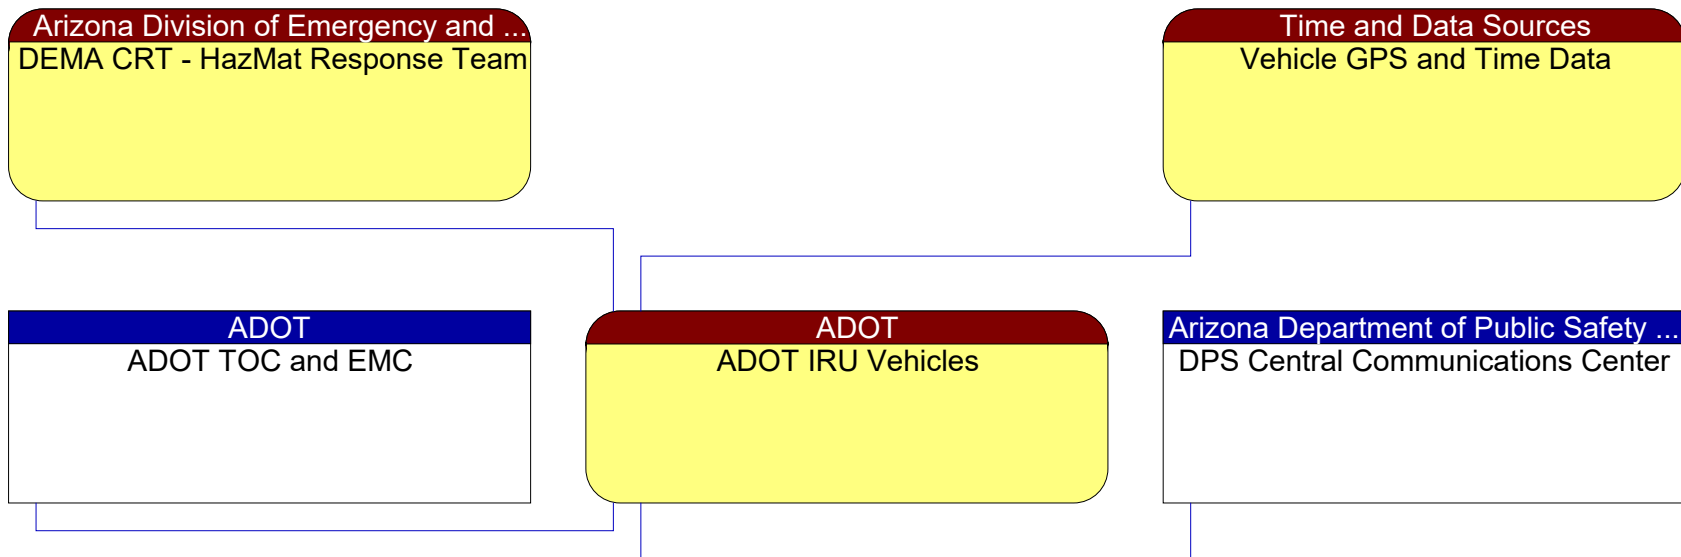 Arizona Division of Emergency and ...
DEMA CRT - HazMat Response Team
Time and Data Sources
Vehicle GPS and Time Data
ADOT
ADOT TOC and EMC
ADOT
ADOT IRU Vehicles
Arizona Department of Public Safety ...
DPS Central Communications Center